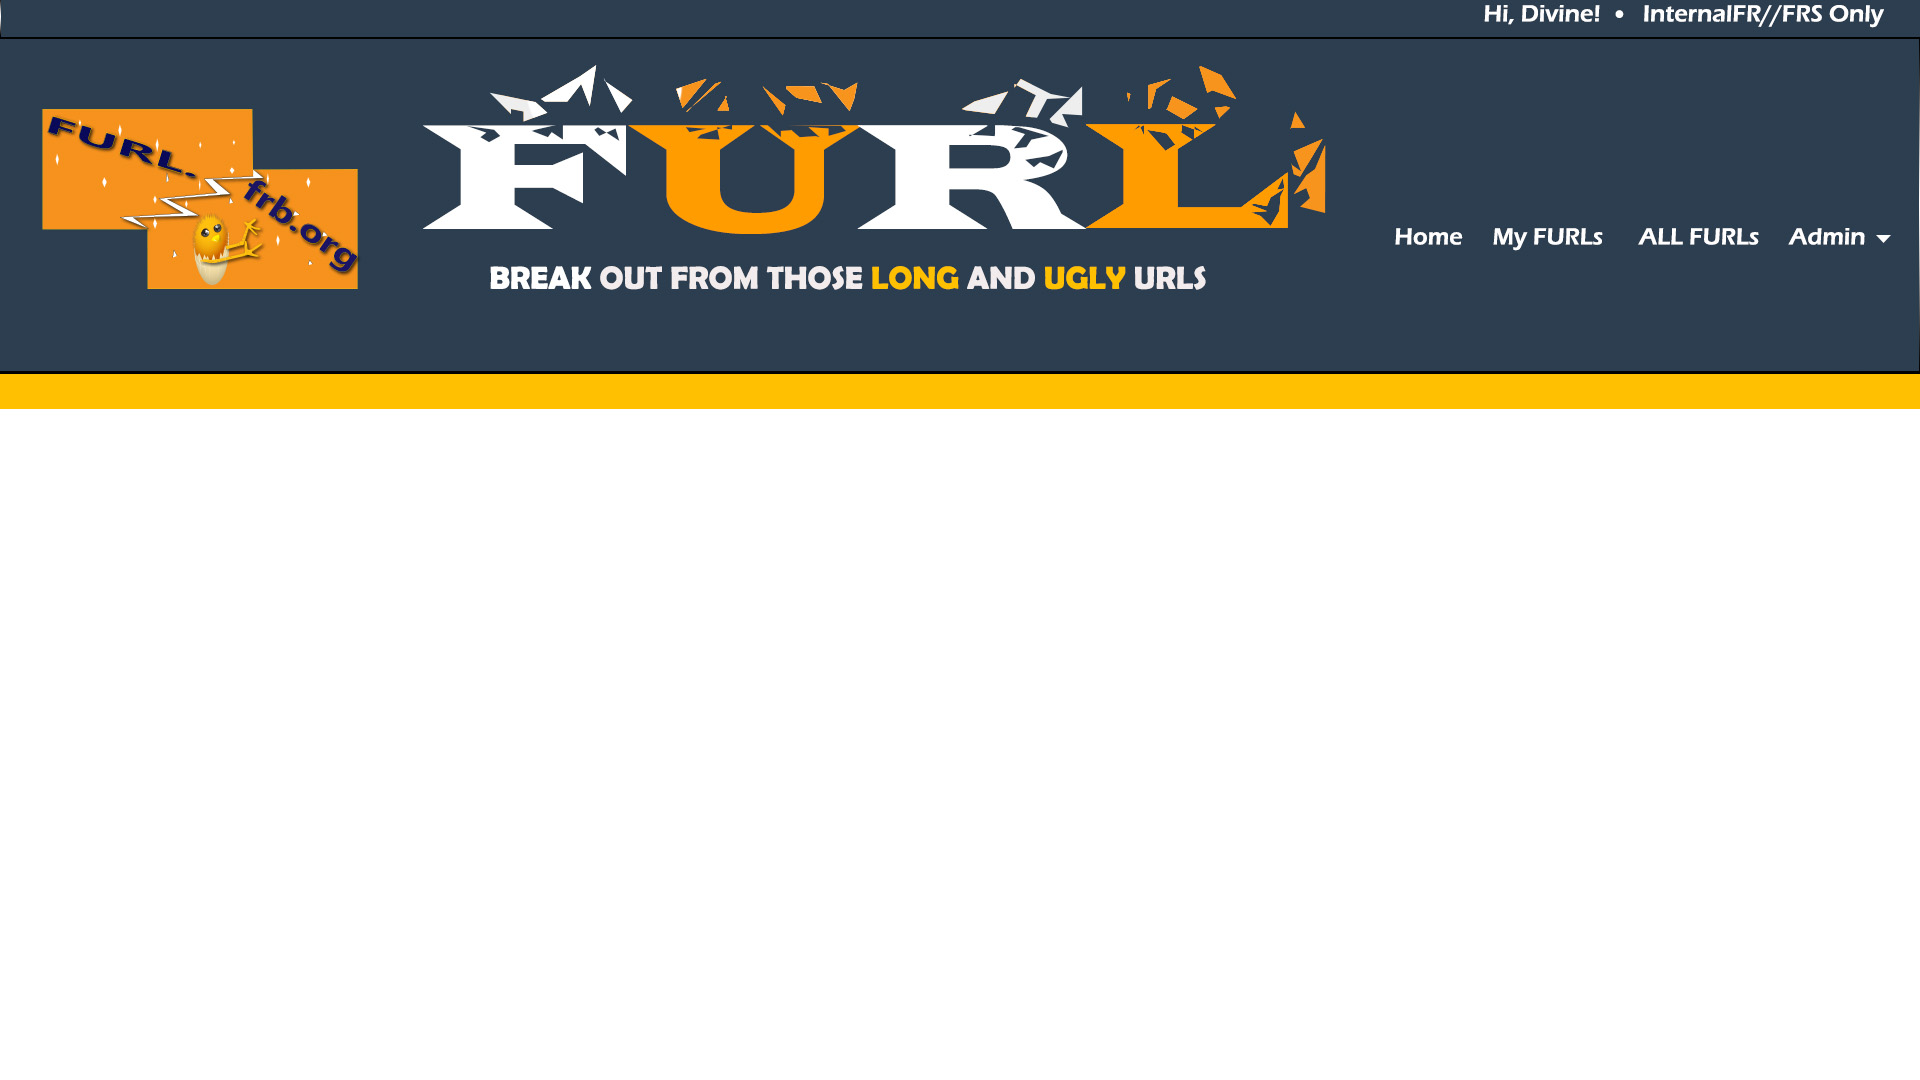 Hi, Divine! • InternalFR//FRS Only
FURL.
frb.org
FURL
BREAK OUT FROM THOSE LONG AND UGLY URLS
Home My FURLs ALL FURLs Admin